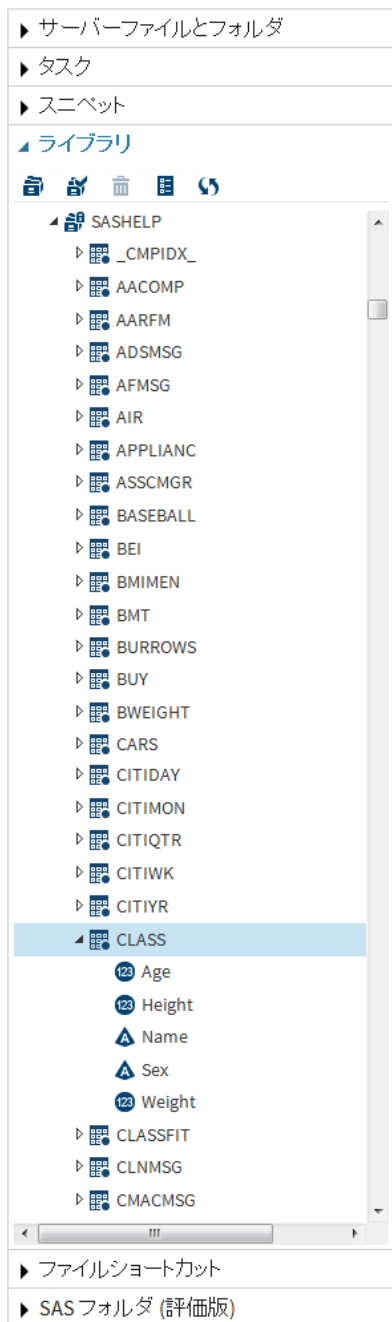 サーバーファイルとフォルダ
タスク
スニペット
ライブラリ
SASHELP
_CMPIDX_
AACOMP
AARFM
ADSMSG
AFMSG
AIR
APPLIANC
ASSCMGR
BASEBALL
BEI
BMIMEN
BMT
BURROWS
BUY
BWEIGHT
CARS
CITIDAY
CITIMON
CITIQTR
CITIWK
CITIYR
CLASS
123 Age
123 Height
A Name
A Sex
123 Weight
CLASSFIT
CLNMSG
CMACMSG
ファイルショートカット
SAS フォルダ (評価版)